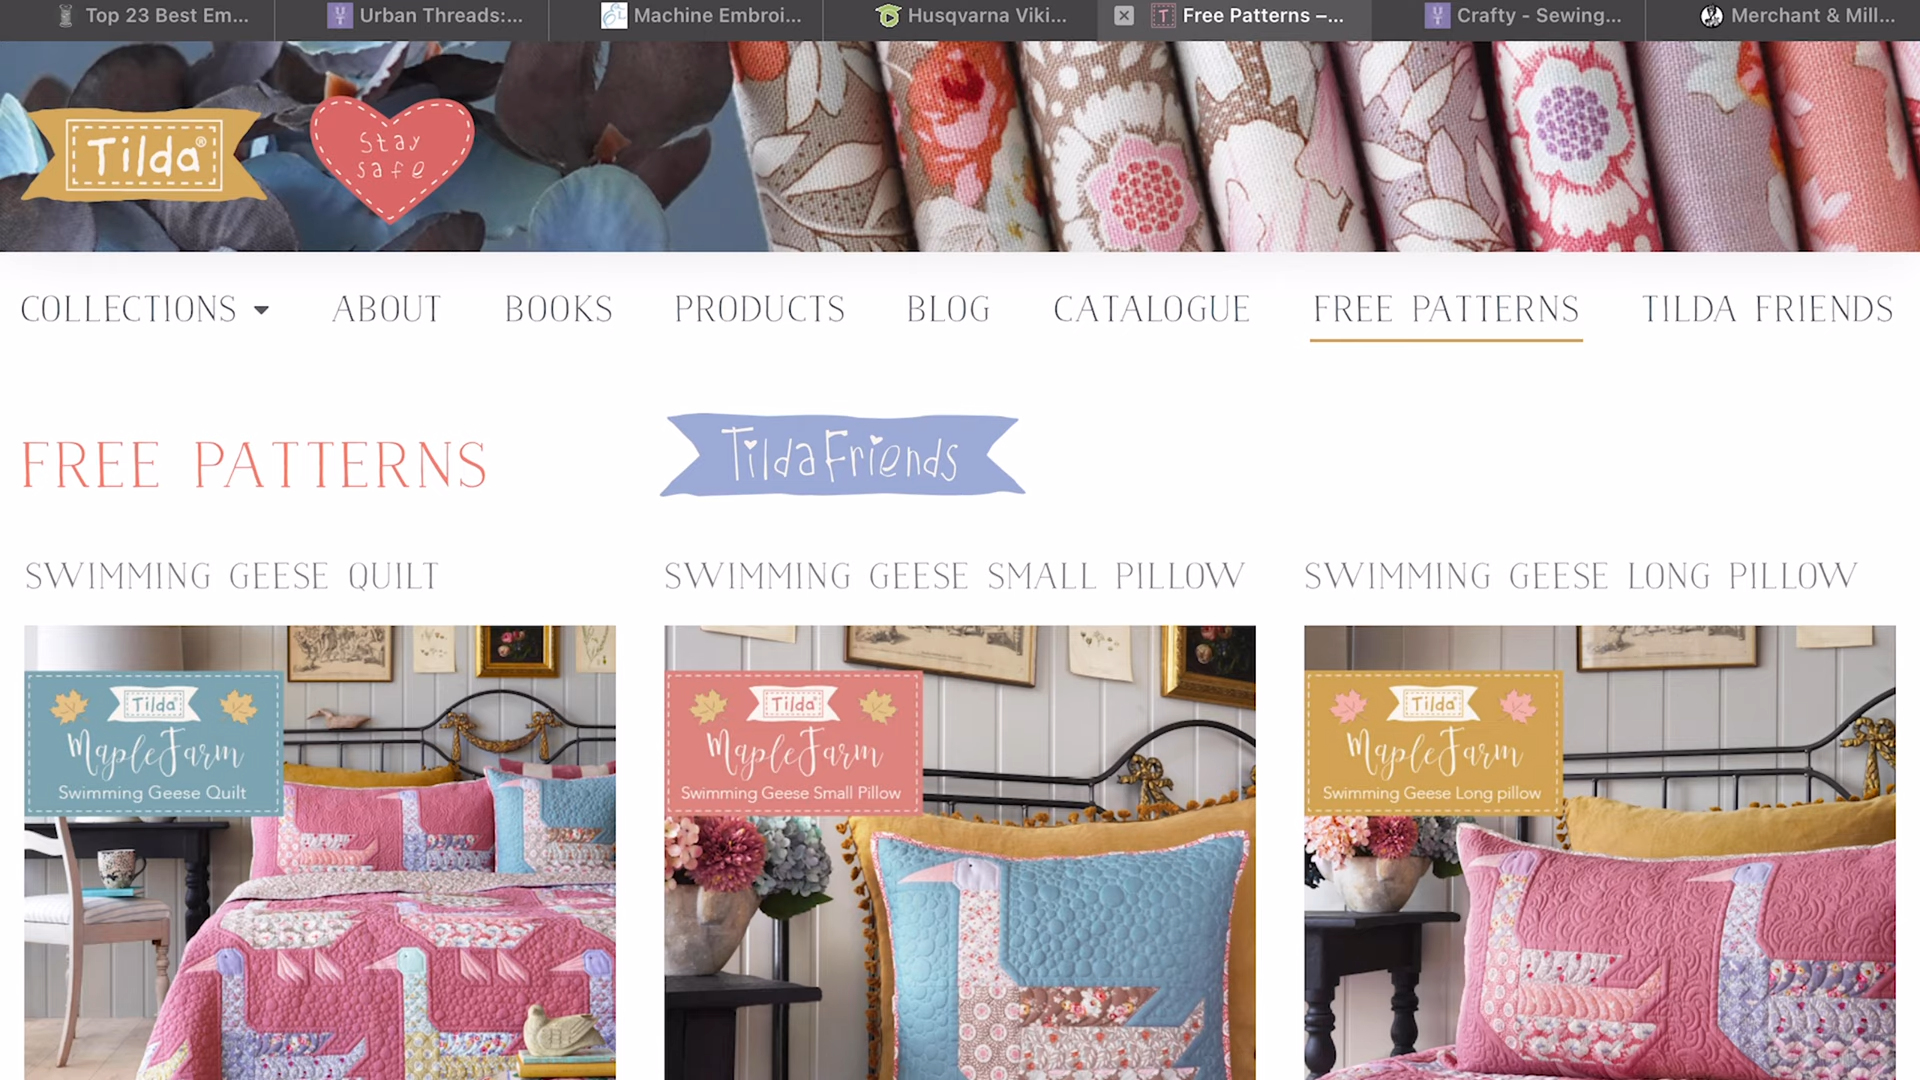 Top 23 Best Em...
Urban Threads:...
Machine Embroi...
Husqvarna Viki...
Free Patterns –...
Crafty - Sewing...
Merchant & Mill...
Tilda®
Stay
safe
COLLECTIONS
ABOUT
BOOKS
PRODUCTS
BLOG
CATALOGUE
FREE PATTERNS
TILDA FRIENDS
FREE PATTERNS
Tilda Friends
SWIMMING GEESE QUILT
SWIMMING GEESE SMALL PILLOW
SWIMMING GEESE LONG PILLOW
Tilda
Maple Farm
Swimming Geese Quilt
Tilda
Maple Farm
Swimming Geese Small Pillow
Tilda
Maple Farm
Swimming Geese Long pillow